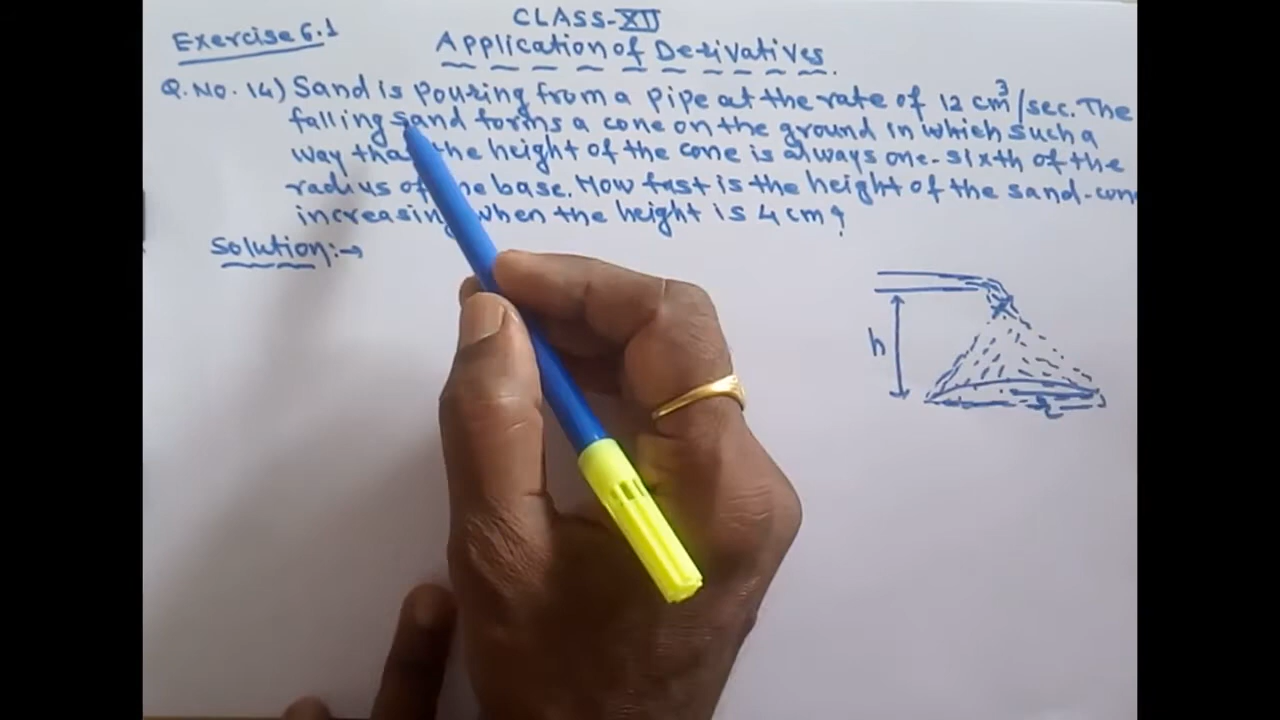 CLASS-XII
Exercise 6.1
Application of Derivatives.
Q.No.14) Sand is pouring from a pipe at the rate of 12 cm³/sec. The
falling sand forms a cone on the ground in which such a
way that the height of the cone is always one-sixth of the
radius of the base. How fast is the height of the sand-cone
increasing when the height is 4 cm?
Solution:→
h
r